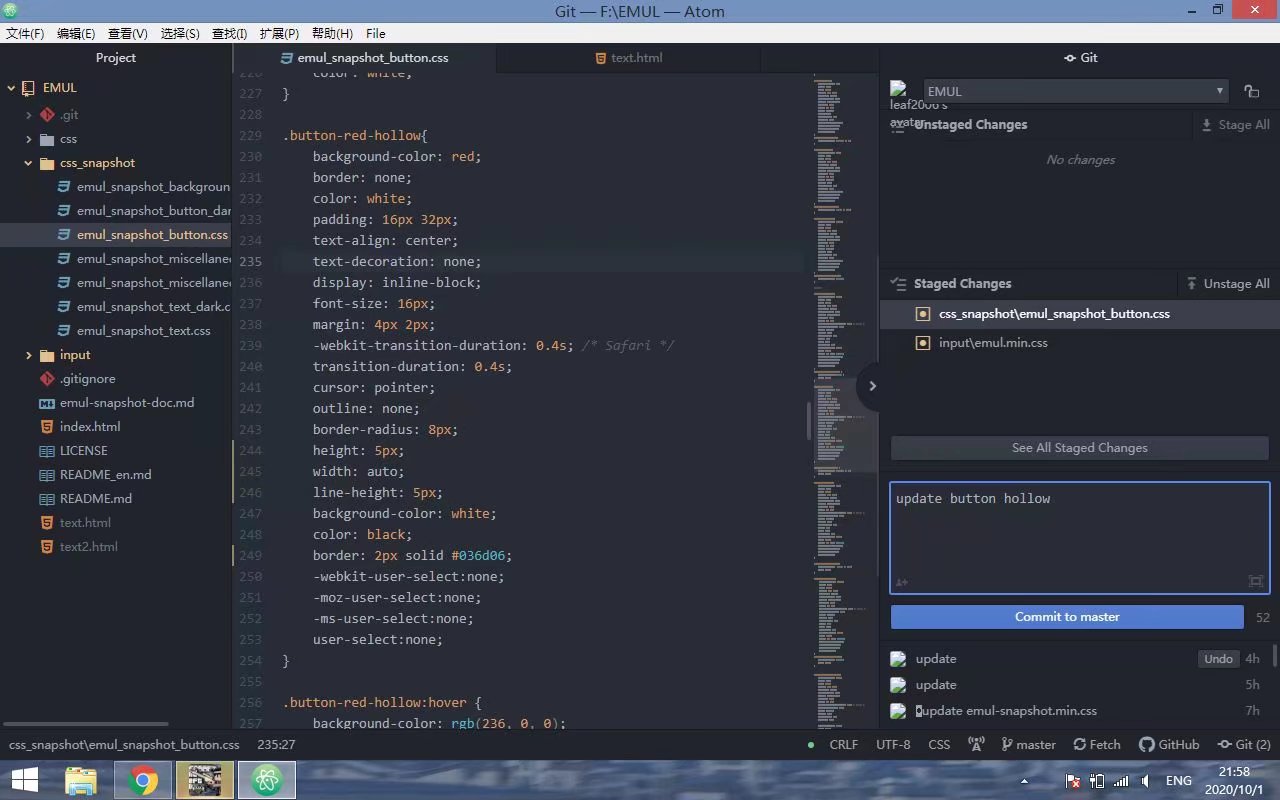 Git — F:\EMUL — Atom
文件(F) 编辑(E) 查看(V) 选择(S) 查找(I) 扩展(P) 帮助(H) File
Project
EMUL
.git
css
css_snapshot
emul_snapshot_backgroun
emul_snapshot_button_dar
emul_snapshot_button.css
emul_snapshot_miscellane
emul_snapshot_miscellane
emul_snapshot_text_dark.c
emul_snapshot_text.css
input
.gitignore
emul-snapshot-doc.md
index.html
LICENSE
README_en.md
README.md
text.html
text2.html
emul_snapshot_button.css text.html
226 color: white;
227 }
228
229 .button-red-hollow{
230 background-color: red;
231 border: none;
232 color: white;
233 padding: 16px 32px;
234 text-align: center;
235 text-decoration: none;
236 display: inline-block;
237 font-size: 16px;
238 margin: 4px 2px;
239 -webkit-transition-duration: 0.4s; /* Safari */
240 transition-duration: 0.4s;
241 cursor: pointer;
242 outline: none;
243 border-radius: 8px;
244 height: 5px;
245 width: auto;
246 line-height: 5px;
247 background-color: white;
248 color: black;
249 border: 2px solid #036d06;
250 -webkit-user-select:none;
251 -moz-user-select:none;
252 -ms-user-select:none;
253 user-select:none;
254 }
255
256 .button-red-hollow:hover {
257 background-color: rgb(236, 0, 0);
Git
EMUL
leaf2006's
avatar
Unstaged Changes Stage All
No changes
Staged Changes Unstage All
css_snapshot\emul_snapshot_button.css
input\emul.min.css
See All Staged Changes
update button hollow
Commit to master 52
update Undo 4h
update 5h
update emul-snapshot.min.css 7h
css_snapshot\emul_snapshot_button.css 235:27 CRLF UTF-8 CSS master Fetch GitHub Git (2)
ENG
21:58
2020/10/1